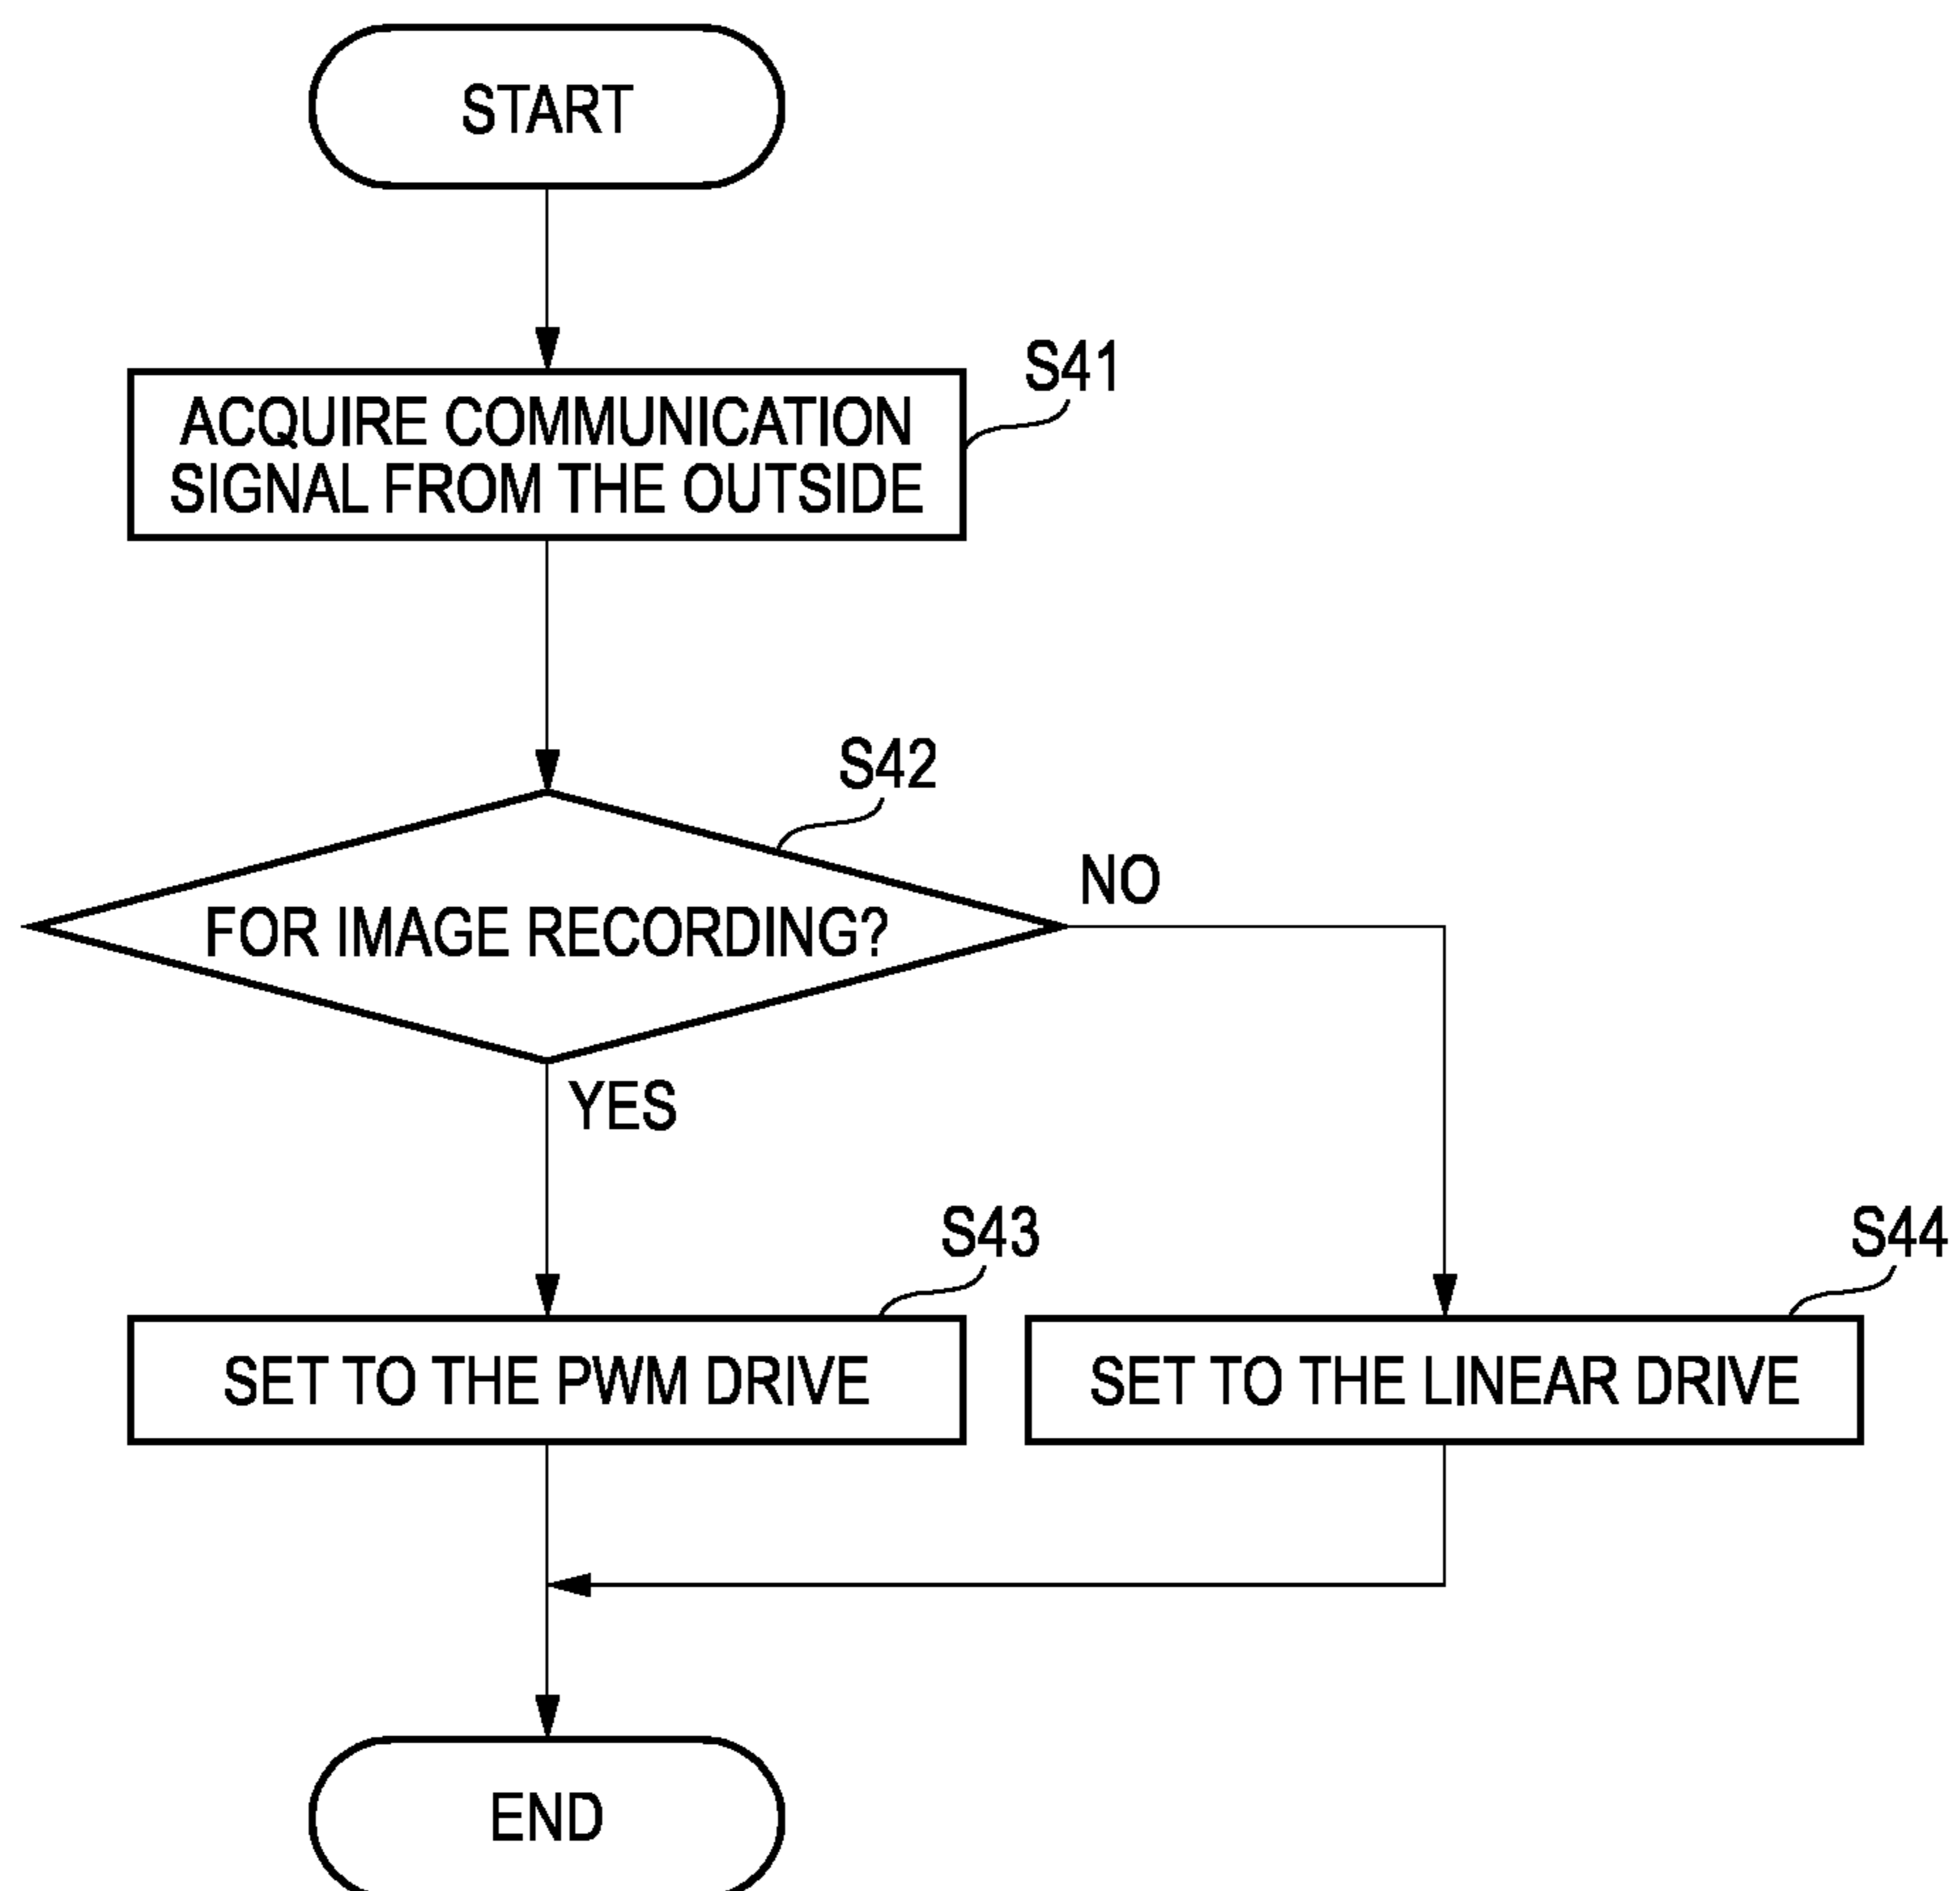 START
S41
ACQUIRE COMMUNICATION
SIGNAL FROM THE OUTSIDE
S42
FOR IMAGE RECORDING?
NO
YES
S43
SET TO THE PWM DRIVE
S44
SET TO THE LINEAR DRIVE
END